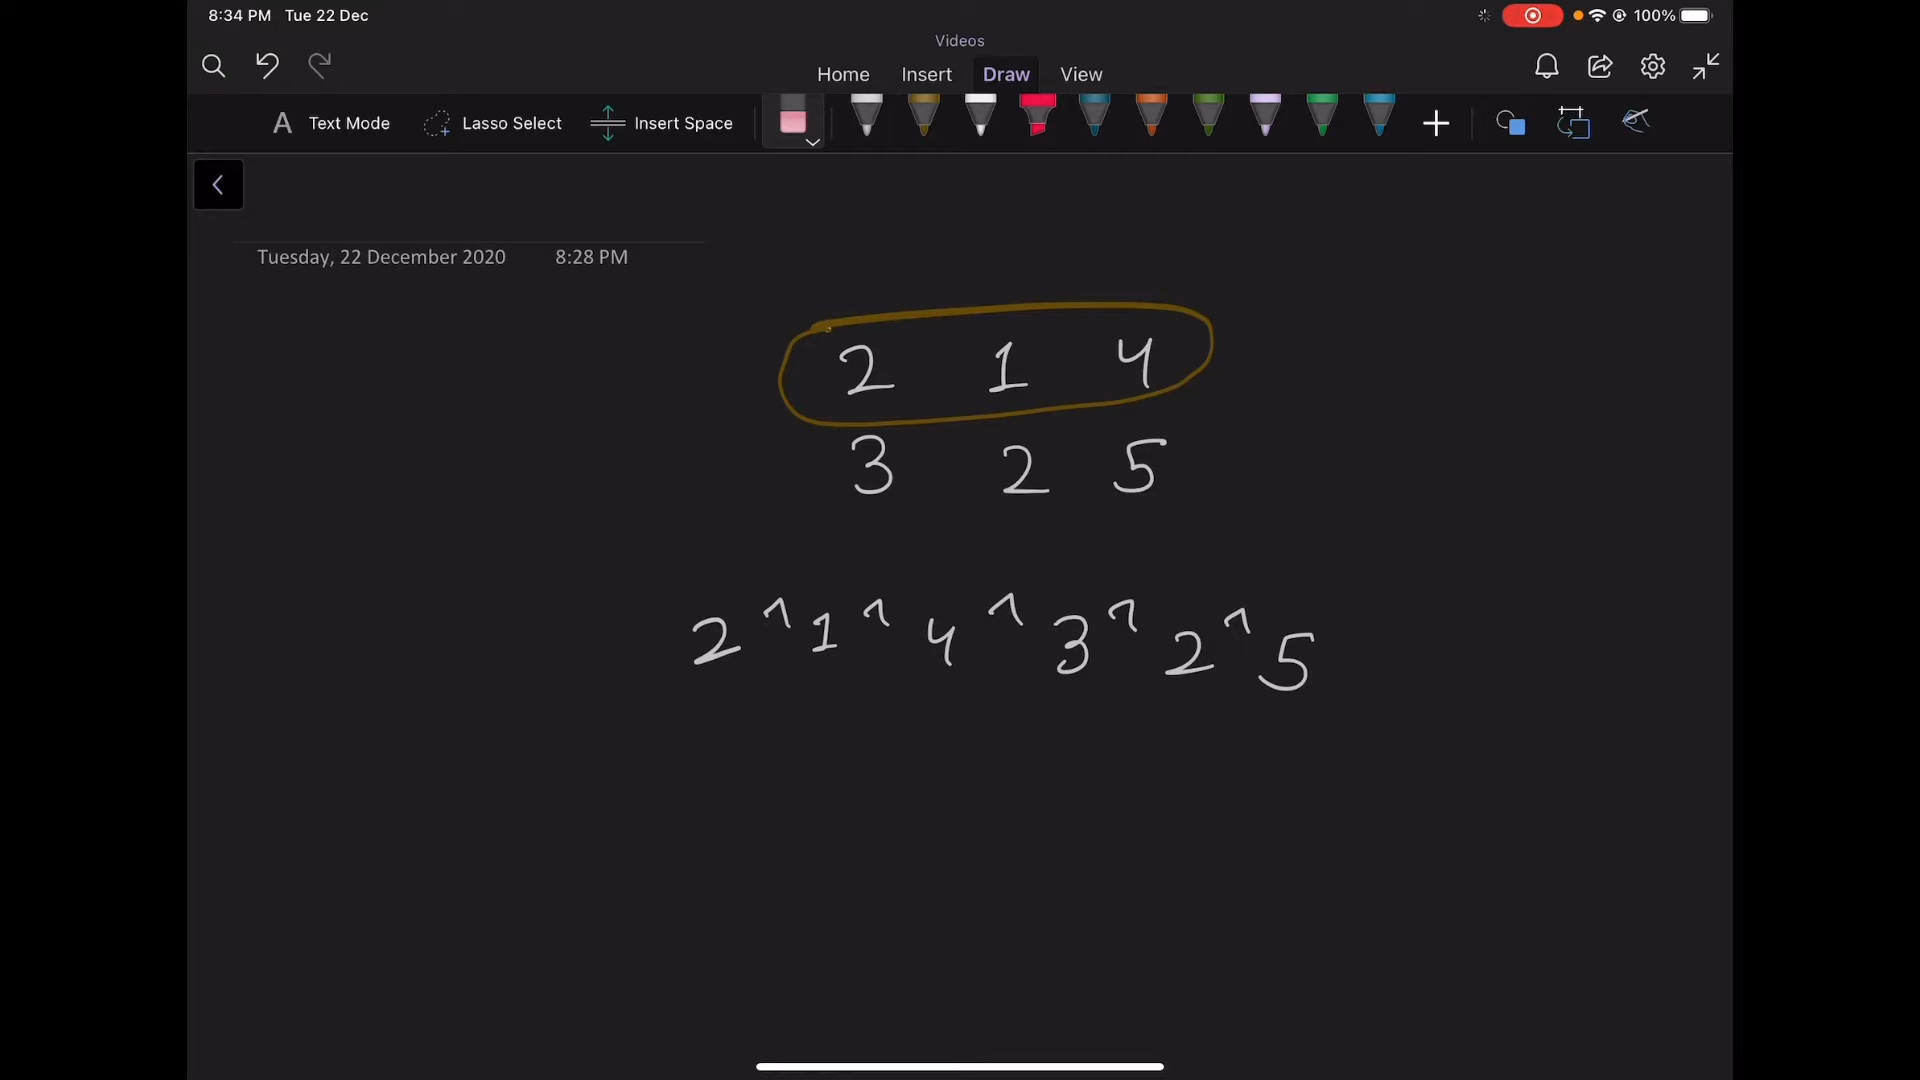 8:34 PM Tue 22 Dec 100%
Videos
Home Insert Draw View
A Text Mode Lasso Select Insert Space
Tuesday, 22 December 2020 8:28 PM
2 1 4
3 2 5
2 ^ 1 ^ 4 ^ 3 ^ 2 ^ 5